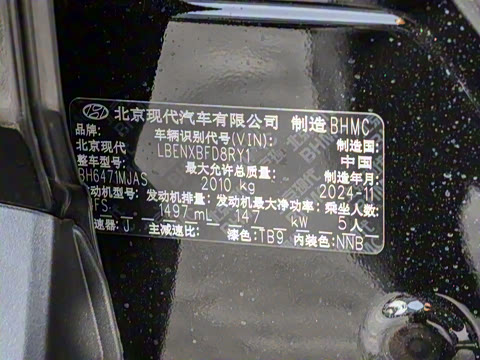 北京现代汽车有限公司 制造 BHMC
品牌: 车辆识别代号(VIN): 制造国:
北京现代 LBENXBFD8RY1 中国
整车型号: 最大允许总质量: 制造年月:
BH6471MJAS 2010 kg 2024-11
发动机型号: 发动机排量: 发动机最大净功率: 乘坐人数:
FS 1497 mL 147 kW 5人
速器: J 主减速比: 漆色: TB9 内装色: NNB